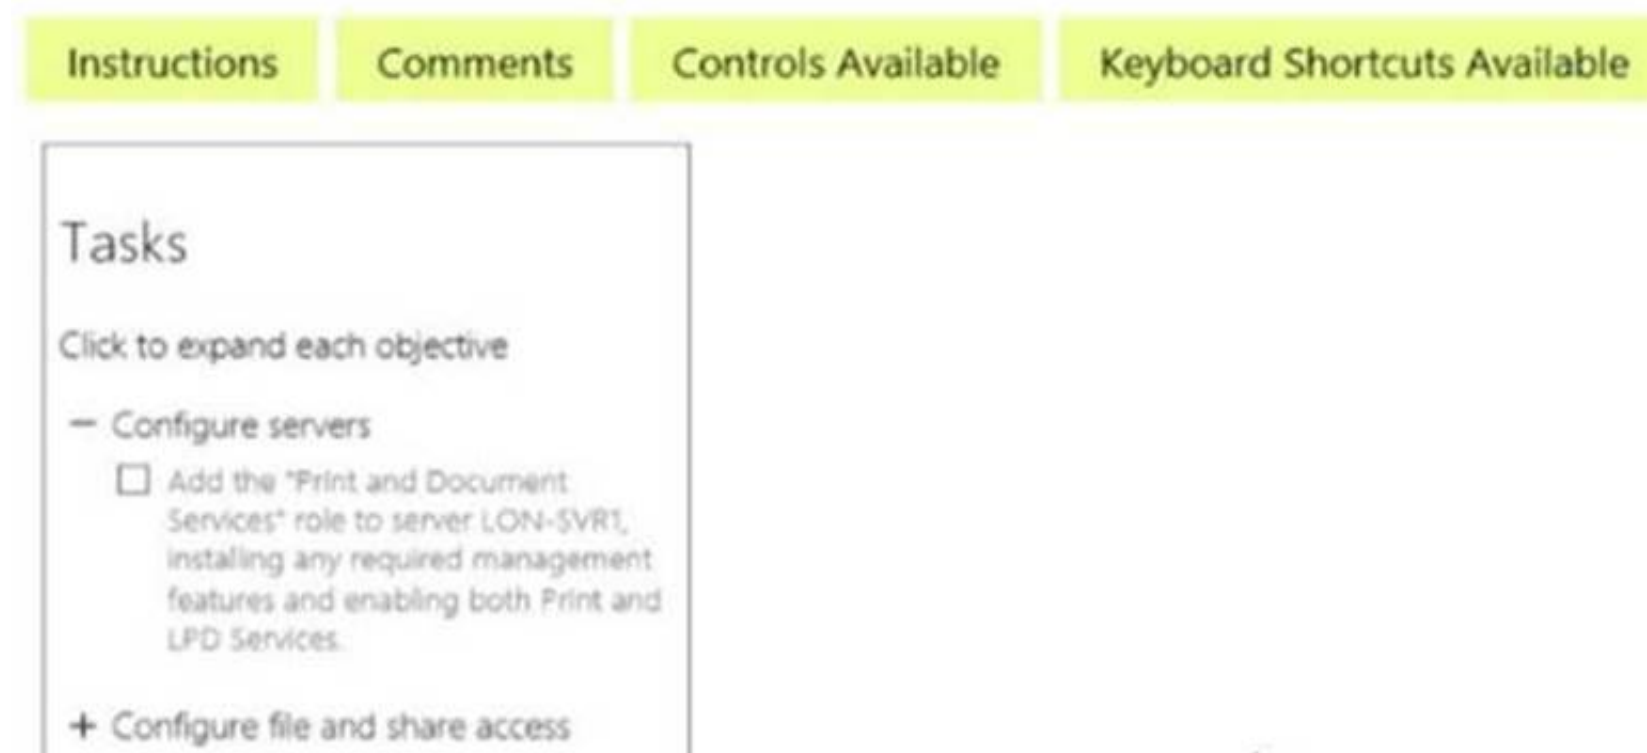 Instructions Comments Controls Available Keyboard Shortcuts Available
Tasks
Click to expand each objective
− Configure servers
Add the "Print and Document
Services" role to server LON-SVR1,
installing any required management
features and enabling both Print and
LPD Services.
+ Configure file and share access